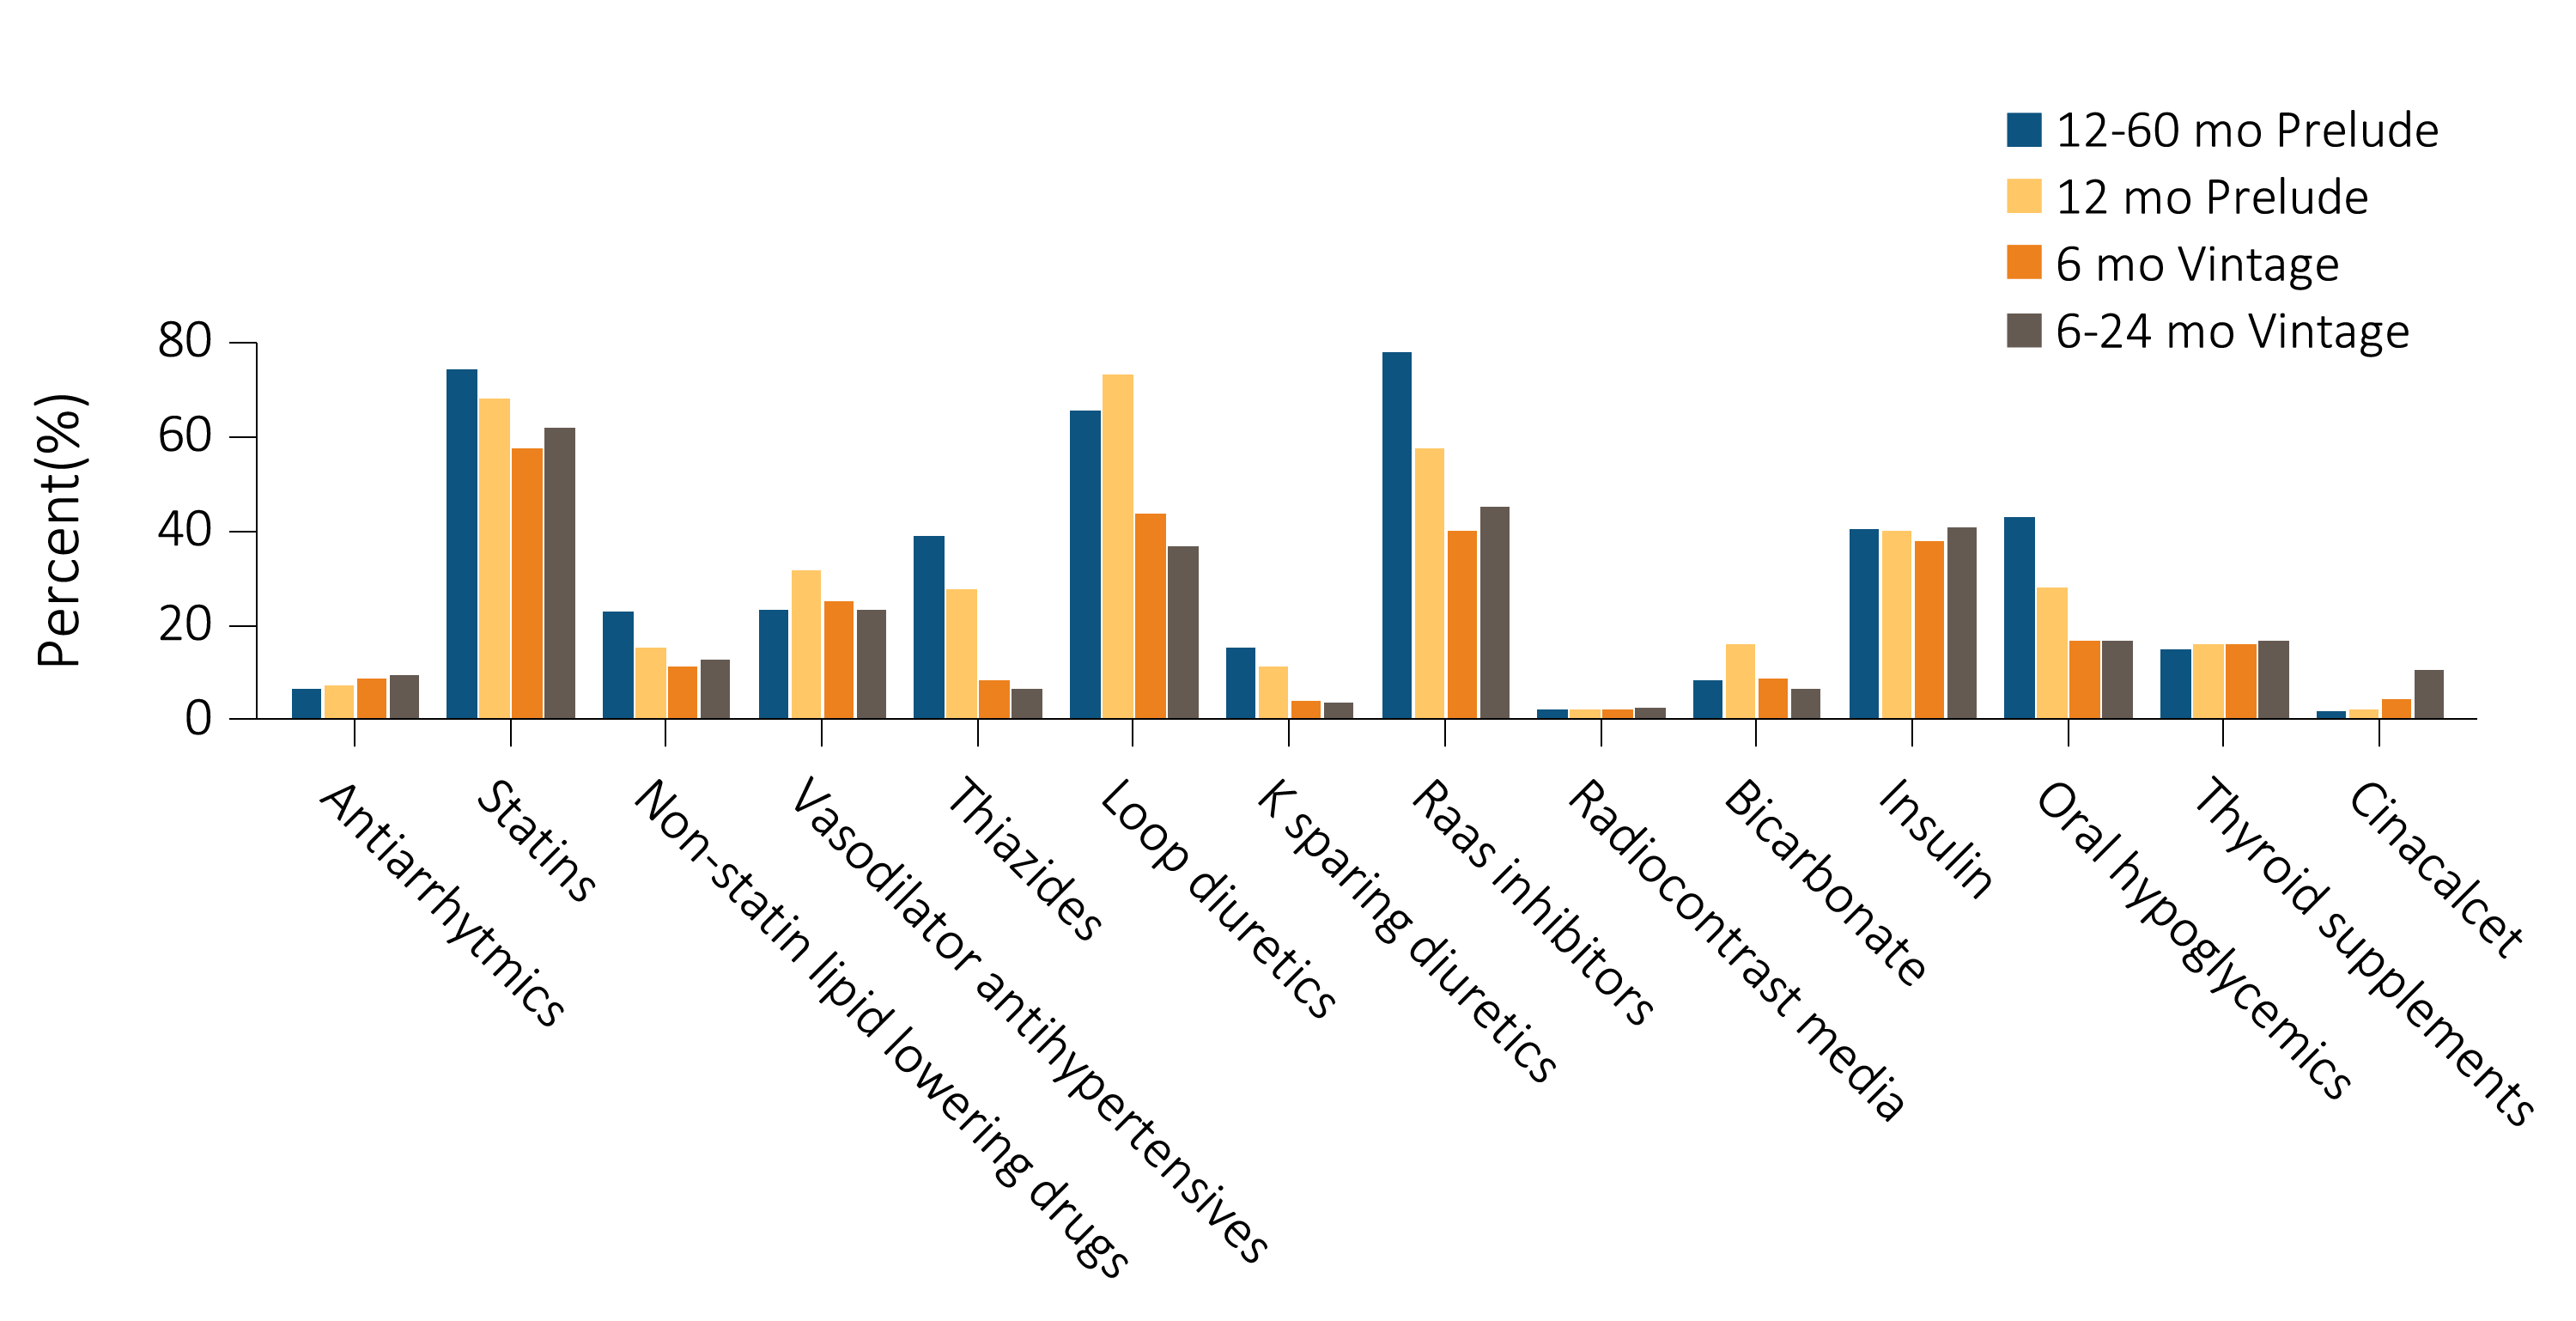 12-60 mo Prelude
12 mo Prelude
6 mo Vintage
6-24 mo Vintage
Percent(%)
80
60
40
20
0
Antiarrhytmics
Statins
Non-statin lipid lowering drugs
Vasodilator antihypertensives
Thiazides
Loop diuretics
K sparing diuretics
Raas inhibitors
Radiocontrast media
Bicarbonate
Insulin
Oral hypoglycemics
Thyroid supplements
Cinacalcet